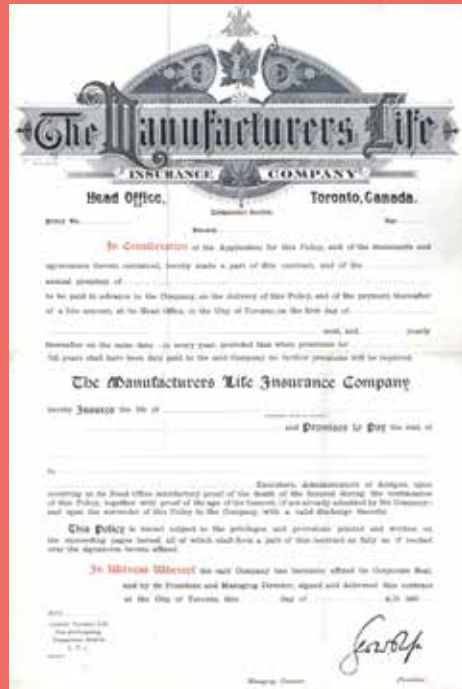 The Manufacturers Life
INSURANCE COMPANY
Head Office, Toronto, Canada.
Temperance Section
Policy No. Age
In Consideration of the Application for this Policy, and of the statements and
agreements therein contained, hereby made a part of this contract, and of the
annual premium of
to be paid in advance to the Company, on the delivery of this Policy, and of the payment thereafter
of a like amount, at its Head Office, in the City of Toronto, on the first day of
next, and yearly
thereafter on the same date in every year, provided that when premiums for
full years shall have been duly paid to the said Company no further premiums will be required
The Manufacturers Life Insurance Company
hereby Insures the life of
and Promises to Pay the sum of
to
Executors, Administrators or Assigns, upon
receiving at its Head Office satisfactory proof of the death of the Insured during the continuance
of this Policy, together with proof of the age of the Insured, if not already admitted by the Company
and upon the surrender of this Policy to the Company, with a valid discharge therefor
This Policy is issued subject to the privileges and provisions printed and written on
the succeeding pages hereof, all of which shall form a part of this contract as fully as if recited
over the signatures hereto affixed.
In Witness Whereof the said Company has hereunto affixed its Corporate Seal,
and by its President and Managing Director, signed and delivered this contract
at the City of Toronto, this day of A.D. 190
Managing Director President